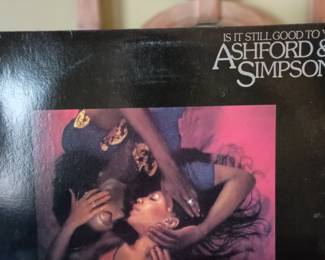 IS IT STILL GOOD TO Y
ASHFORD &
SIMPSON